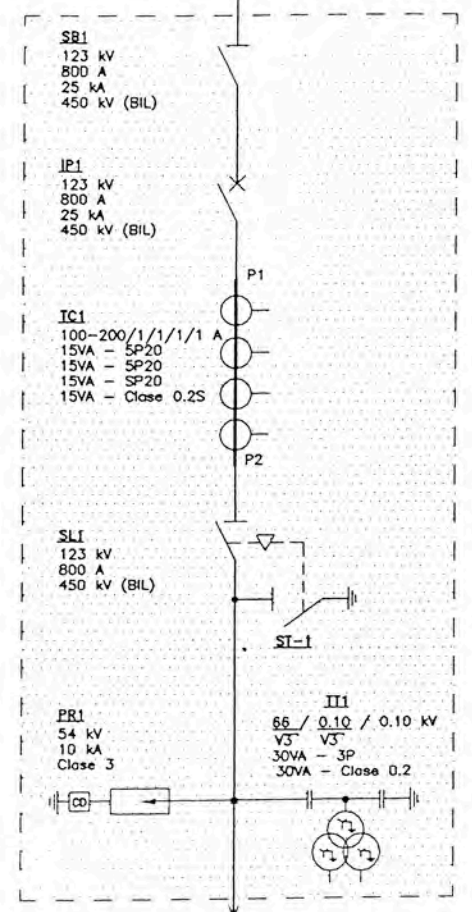 SB1
123 kV
800 A
25 kA
450 kV (BIL)
IP1
123 kV
800 A
25 kA
450 kV (BIL)
P1
TC1
100-200/1/1/1/1 A
15VA - 5P20
15VA - 5P20
15VA - SP20
15VA - Clase 0.2S
P2
SL1
123 kV
800 A
450 kV (BIL)
ST-1
PR1
54 kV
10 kA
Clase 3
CD
TT1
66 / 0.10 / 0.10 kV
√3 √3
30VA - 3P
30VA - Clase 0.2